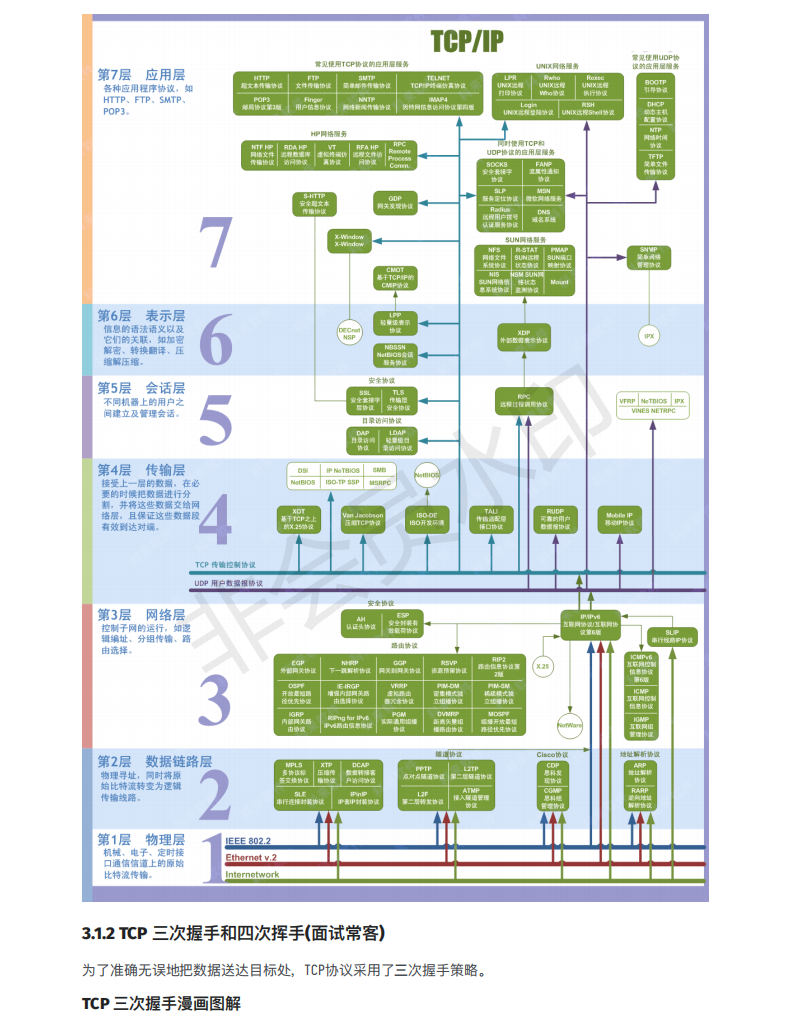 TCP/IP
第7层 应用层
各种应用程序协议，如
HTTP、FTP、SMTP、
POP3。
7
常见使用TCP协议的应用层服务
HTTP
超文本传输协议
FTP
文件传输协议
SMTP
简单邮件传输协议
TELNET
TCP/IP终端仿真协议
POP3
邮局协议第3版
Finger
用户信息协议
NNTP
网络新闻传输协议
IMAP4
因特网信息访问协议第四版
UNIX网络服务
LPR
UNIX远程
打印协议
Rwho
UNIX远程
Who协议
Rexec
UNIX远程
执行协议
Login
UNIX远程登陆协议
RSH
UNIX远程Shell协议
常见使用UDP协
议的应用层服务
BOOTP
引导协议
DHCP
动态主机
配置协议
NTP
网络时间
协议
TFTP
简单文件
传输协议
HP网络服务
NTF HP
网络文件
传输协议
RDA HP
远程数据库
访问协议
VT
虚拟终端仿
真协议
RFA HP
远程文件访
问协议
RPC
Remote
Process
Comm.
同时使用TCP和
UDP协议的应用层服务
SOCKS
安全套接字
协议
FANP
流属性通知
协议
SLP
服务定位协议
MSN
微软网络服务
Radius
远程用户拨号
认证服务协议
DNS
域名系统
S-HTTP
安全超文本
传输协议
GDP
网关发现协议
X-Window
X-Window
SUN网络服务
NFS
网络文件
系统协议
R-STAT
SUN远程
状态协议
PMAP
SUN端口
映射协议
NIS
SUN网络信
息系统协议
NSM SUN网
络状态
监测协议
Mount
SNMP
简单网络
管理协议
CMOT
基于TCP/IP的
CMIP协议
第6层 表示层
信息的语法语义以及
它们的关联，如加密
解密、转换翻译、压
缩解压缩。
6
LPP
轻量级表示
协议
DECnet
NSP
NBSSN
NetBIOS会话
服务协议
XDP
外部数据表示协议
IPX
第5层 会话层
不同机器上的用户之
间建立及管理会话。
5
安全协议
SSL
安全套接字
层协议
TLS
传输层
安全协议
目录访问协议
DAP
目录访问
协议
LDAP
轻量级目
录访问协议
RPC
远程过程调用协议
VFRP NeTBIOS IPX
VINES NETRPC
第4层 传输层
接受上一层的数据，在必
要的时候把数据进行分
割，并将这些数据交给网
络层，且保证这些数据段
有效到达对端。
4
DSI IP NeTBIOS SMB
NetBIOS ISO-TP SSP MSRPC
NetBIOS
XOT
基于TCP之上
的X.25协议
Van Jacobson
压缩TCP协议
ISO-DE
ISO开发环境
TALI
传输适配层
接口协议
RUDP
可靠的用户
数据报协议
Mobile IP
移动IP协议
TCP 传输控制协议
UDP 用户数据报协议
第3层 网络层
控制子网的运行，如逻
辑编址、分组传输、路
由选择。
3
安全协议
AH
认证头协议
ESP
安全封装有
效载荷协议
IP/IPv6
互联网协议/互联网协
议第6版
SLIP
串行线路IP协议
路由协议
EGP
外部网关协议
NHRP
下一跳解析协议
GGP
网关到网关协议
RSVP
资源预留协议
RIP2
路由信息协议第
2版
OSPF
开放最短路
径优先协议
IE-IRGP
增强内部网关路
由选择协议
VRRP
虚拟路由
器冗余协议
PIM-DM
密集模式独
立组播协议
PIM-SM
稀疏模式独
立组播协议
IGRP
内部网关路
由协议
RIPng for IPv6
IPv6路由信息协议
PGM
实际通用组播
协议
DVMRP
距离矢量组
播路由协议
MOSPF
组播开放最短
路径优先协议
X.25
NetWare
ICMPv6
互联网控制
信息协议
第6版
ICMP
互联网控制
信息协议
IGMP
互联网组
管理协议
第2层 数据链路层
物理寻址，同时将原
始比特流转变为逻辑
传输线路。
2
MPLS
多协议标
签交换协议
XTP
压缩传
输协议
DCAP
数据转接客
户访问协议
SLE
串行连接封装协议
IPinIP
IP套IP封装协议
隧道协议
PPTP
点对点隧道协议
L2TP
第二层隧道协议
L2F
第二层转发协议
ATMP
接入隧道管理
协议
Cisco协议
CDP
思科发
现协议
CGMP
思科组
管理协议
地址解析协议
ARP
地址解析
协议
RARP
逆向地址
解析协议
第1层 物理层
机械、电子、定时接
口通信信道上的原始
比特流传输。
1
IEEE 802.2
Ethernet v.2
Internetwork
非会员水印
3.1.2 TCP 三次握手和四次挥手(面试常客)
为了准确无误地把数据送达目标处，TCP协议采用了三次握手策略。
TCP 三次握手漫画图解